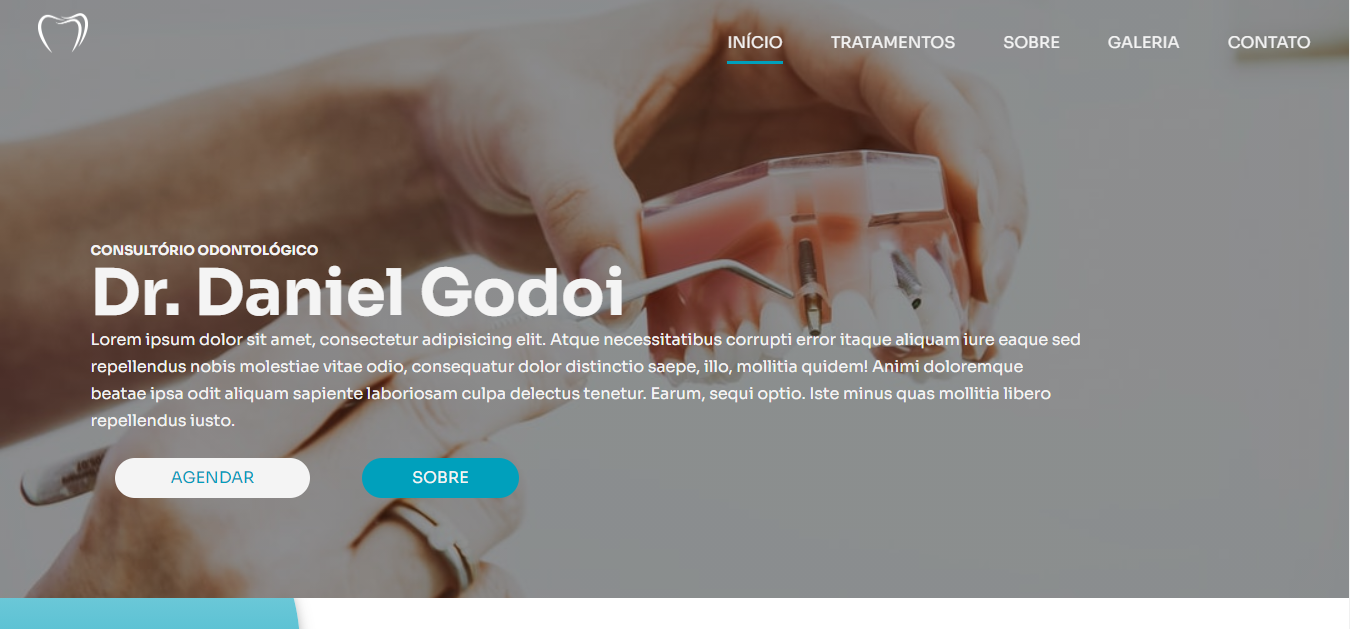 INÍCIO TRATAMENTOS SOBRE GALERIA CONTATO
CONSULTÓRIO ODONTOLÓGICO
Dr. Daniel Godoi
Lorem ipsum dolor sit amet, consectetur adipisicing elit. Atque necessitatibus corrupti error itaque aliquam iure eaque sed
repellendus nobis molestiae vitae odio, consequatur dolor distinctio saepe, illo, mollitia quidem! Animi doloremque
beatae ipsa odit aliquam sapiente laboriosam culpa delectus tenetur. Earum, sequi optio. Iste minus quas mollitia libero
repellendus iusto.
AGENDAR SOBRE